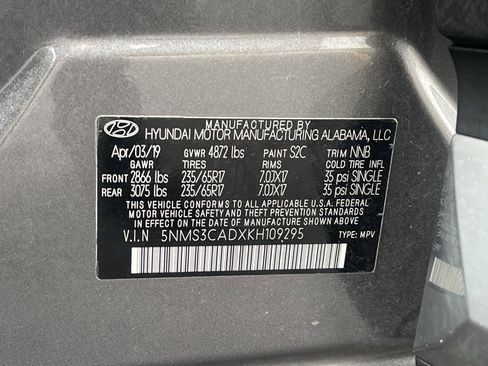 MANUFACTURED BY
HYUNDAI MOTOR MANUFACTURING ALABAMA, LLC
Apr/03/19 GVWR 4872 lbs PAINT S2C TRIM NNB
GAWR TIRES RIMS COLD TIRE PRESSURE
FRONT 2866 lbs 235/65R17 7.0JX17 35 psi SINGLE
REAR 3075 lbs 235/65R17 7.0JX17 35 psi SINGLE
THIS VEHICLE CONFORMS TO ALL APPLICABLE U.S.A. FEDERAL
MOTOR VEHICLE SAFETY AND THEFT PREVENTION STANDARDS
IN EFFECT ON THE DATE OF MANUFACTURE SHOWN ABOVE.
V.I.N 5NMS3CADXKH109295 TYPE: MPV